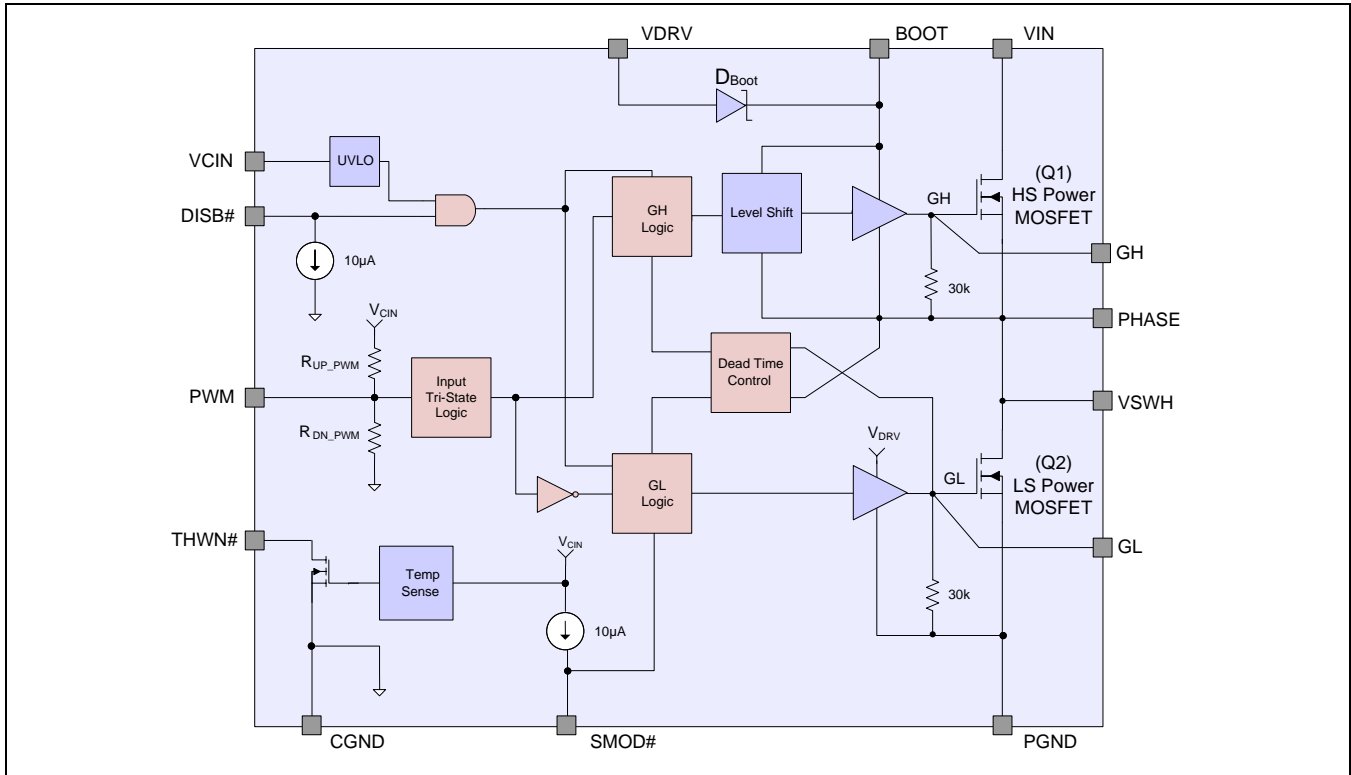 VDRV
BOOT
VIN
DBoot
VCIN
UVLO
DISB#
10µA
GH
Logic
Level Shift
GH
(Q1)
HS Power
MOSFET
GH
30k
PHASE
VCIN
RUP_PWM
PWM
RDN_PWM
Input
Tri-State
Logic
Dead Time
Control
VSWH
VDRV
GL
Logic
GL
(Q2)
LS Power
MOSFET
GL
30k
THWN#
Temp
Sense
VCIN
10µA
CGND
SMOD#
PGND